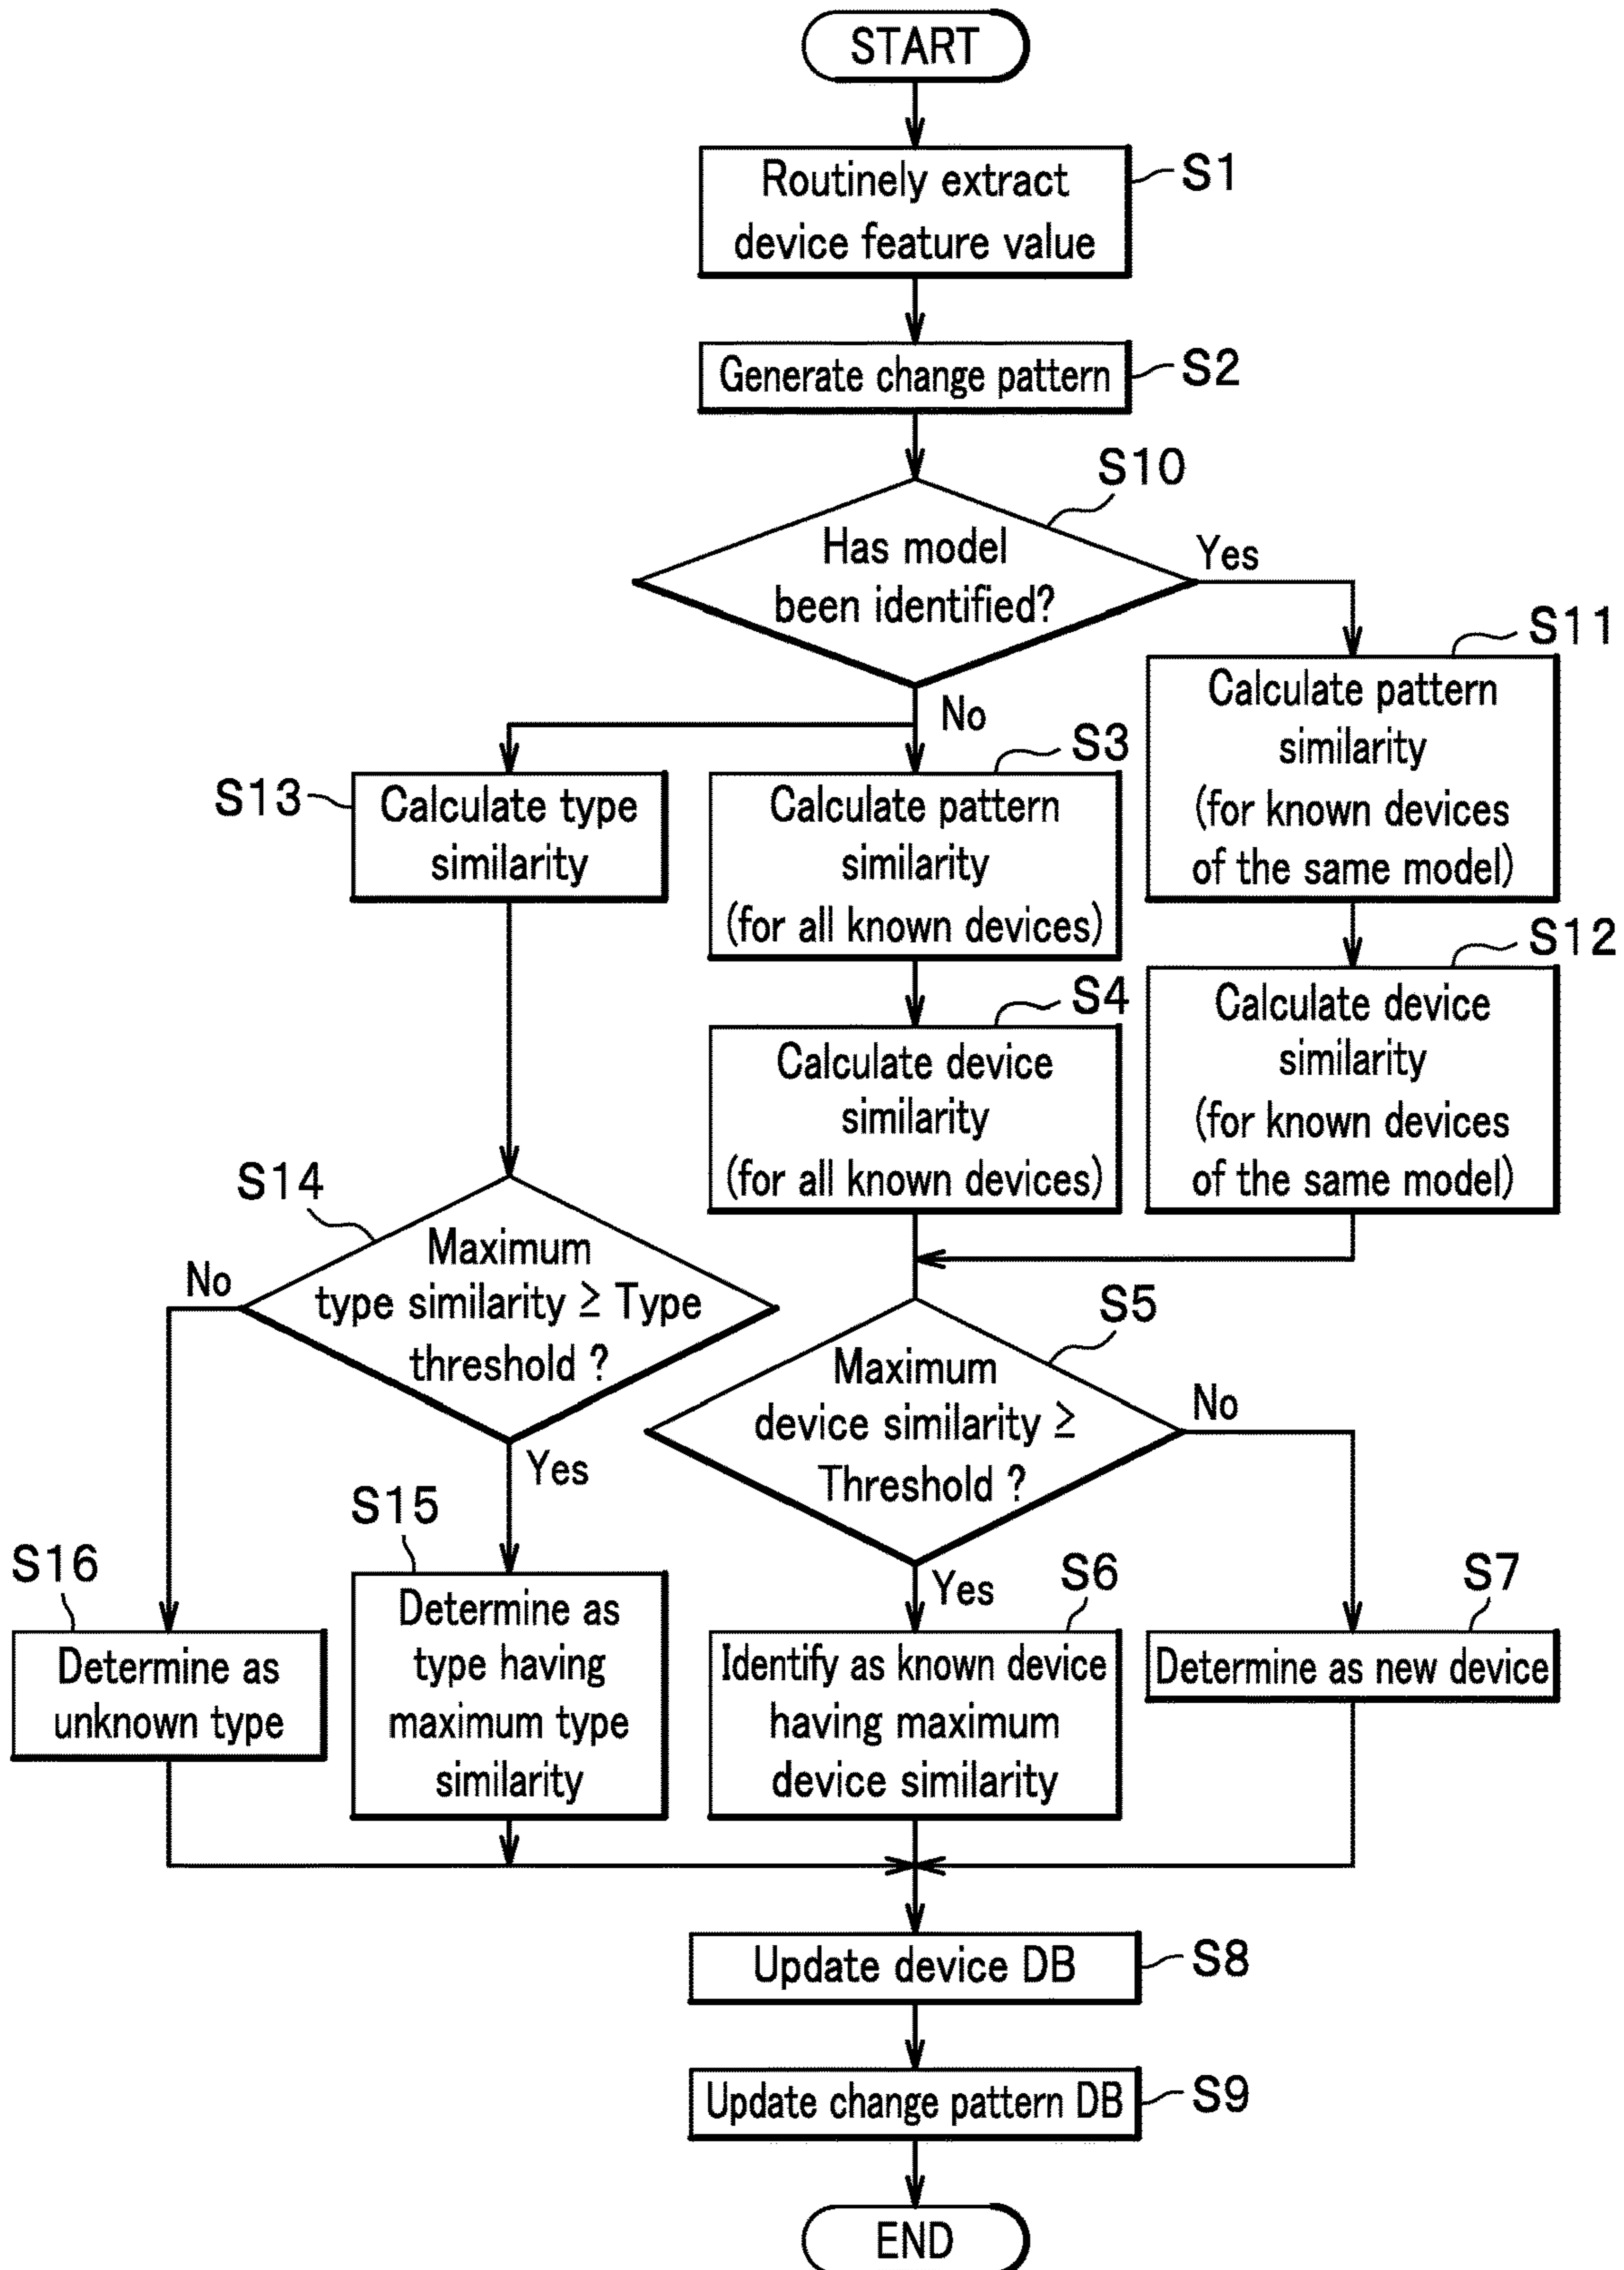 START
Routinely extract
device feature value
S1
Generate change pattern
S2
S10
Has model
been identified?
Yes
No
S11
Calculate pattern
similarity
(for known devices
of the same model)
S13
Calculate type
similarity
S3
Calculate pattern
similarity
(for all known devices)
S12
Calculate device
similarity
(for known devices
of the same model)
S4
Calculate device
similarity
(for all known devices)
S14
Maximum
type similarity ≧ Type
threshold ?
No
Yes
S5
Maximum
device similarity ≧
Threshold ?
No
Yes
S16
Determine as
unknown type
S15
Determine as
type having
maximum type
similarity
S6
Identify as known device
having maximum
device similarity
S7
Determine as new device
Update device DB
S8
Update change pattern DB
S9
END